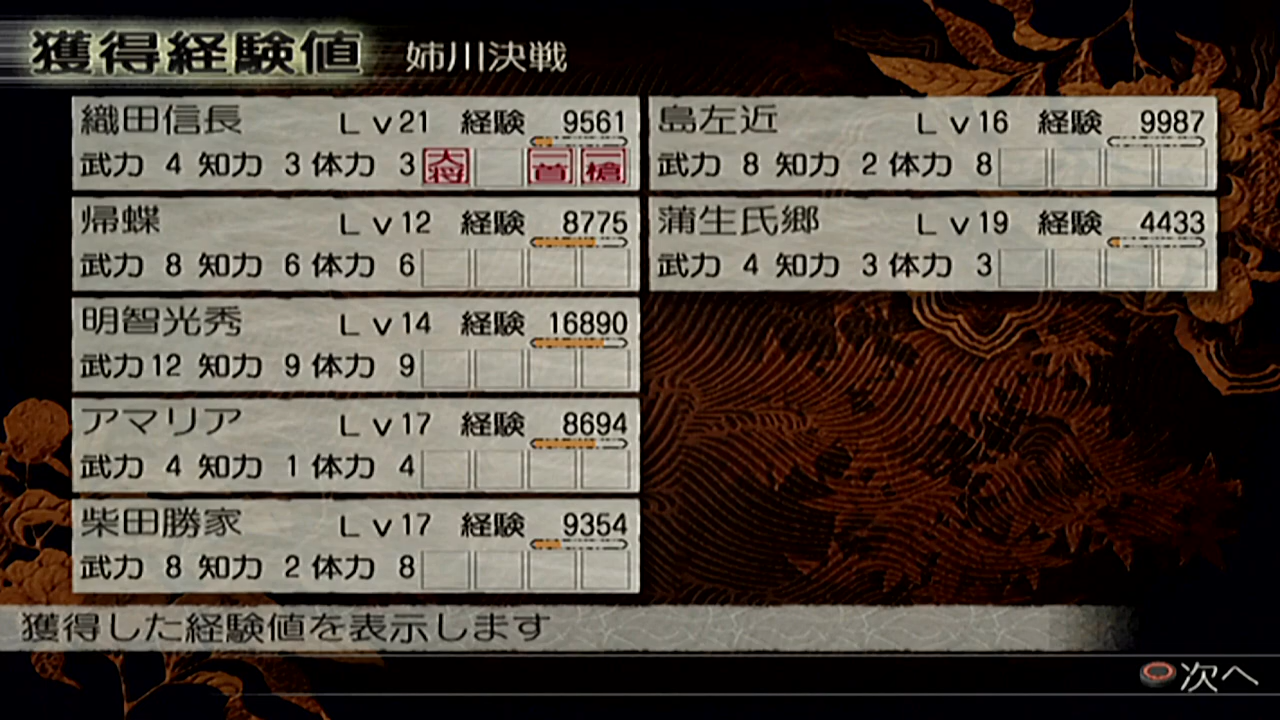 獲得経験値 姉川決戦
織田信長 Lv21 経験 9561
武力 4 知力 3 体力 3 大将 一首 一槍
帰蝶 Lv12 経験 8775
武力 8 知力 6 体力 6
明智光秀 Lv14 経験 16890
武力12 知力 9 体力 9
アマリア Lv17 経験 8694
武力 4 知力 1 体力 4
柴田勝家 Lv17 経験 9354
武力 8 知力 2 体力 8
島左近 Lv16 経験 9987
武力 8 知力 2 体力 8
蒲生氏郷 Lv19 経験 4433
武力 4 知力 3 体力 3
獲得した経験値を表示します
次へ